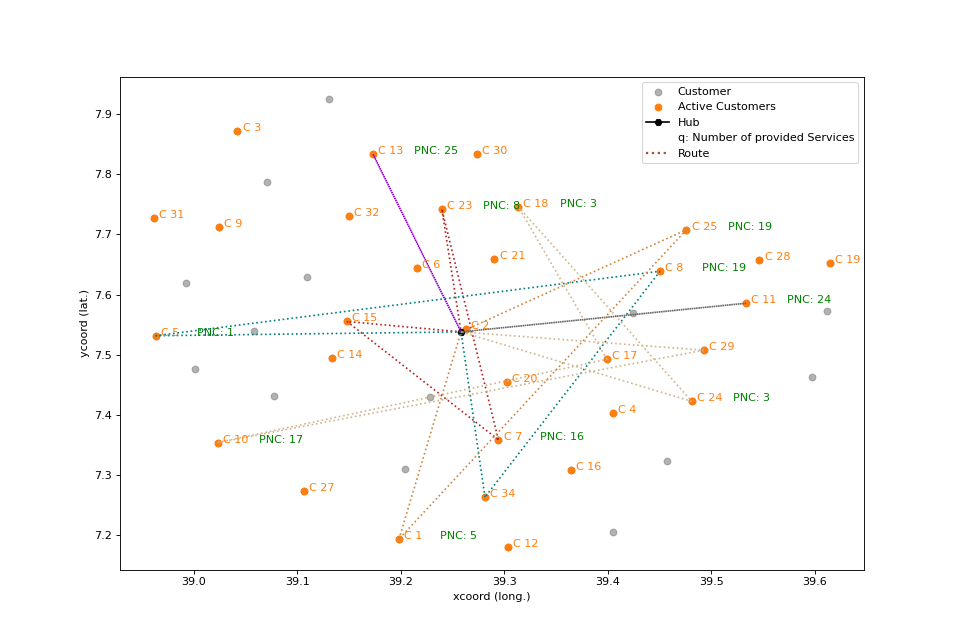 Customer
Active Customers
Hub
q: Number of provided Services
Route
C 3
C 13 PNC: 25
C 30
C 31
C 9
C 32
C 23 PNC: 8
C 18 PNC: 3
C 25 PNC: 19
C 6
C 21
C 8 PNC: 19
C 28
C 19
C 11 PNC: 24
C 5 PNC: 1
C 15
C 2
C 14
C 17
C 29
C 20
C 24 PNC: 3
C 4
C 10 PNC: 17
C 7 PNC: 16
C 16
C 27
C 34
C 1 PNC: 5
C 12
7.9
7.8
7.7
7.6
7.5
7.4
7.3
7.2
ycoord (lat.)
39.0 39.1 39.2 39.3 39.4 39.5 39.6
xcoord (long.)